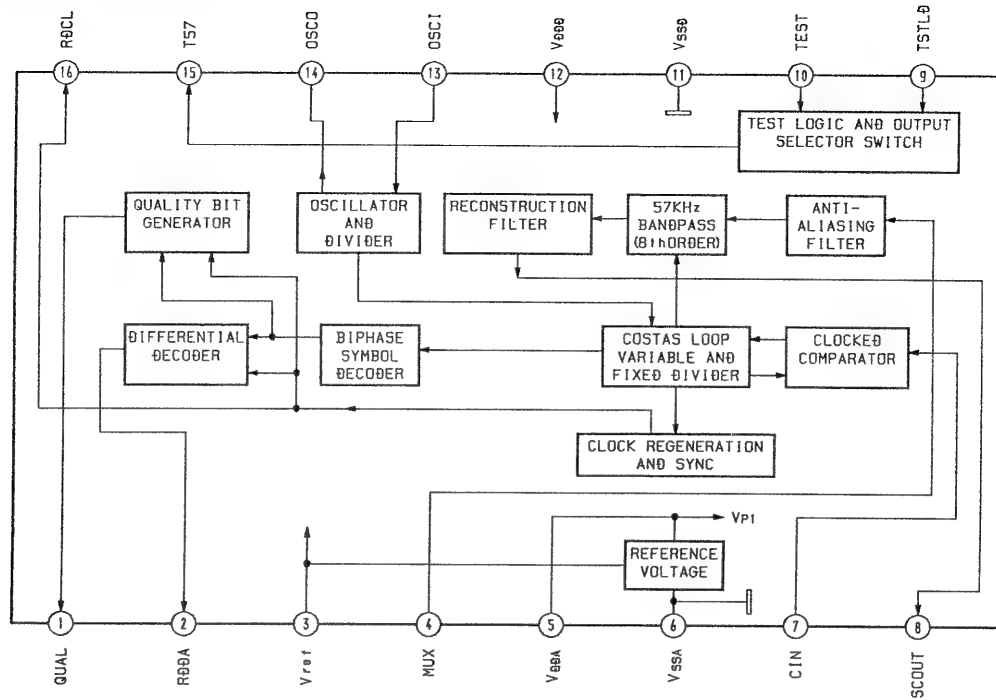 RDCL
T57
OSCO
OSCI
VDDD
VSSD
TEST
TSTLD
16
15
14
13
12
11
10
9
TEST LOGIC AND OUTPUT
SELECTOR SWITCH
QUALITY BIT
GENERATOR
OSCILLATOR
AND
DIVIDER
RECONSTRUCTION
FILTER
57KHz
BANDPASS
(8thORDER)
ANTI-
ALIASING
FILTER
DIFFERENTIAL
DECODER
BIPHASE
SYMBOL
DECODER
COSTAS LOOP
VARIABLE AND
FIXED DIVIDER
CLOCKED
COMPARATOR
CLOCK REGENERATION
AND SYNC
VP1
REFERENCE
VOLTAGE
1
2
3
4
5
6
7
8
QUAL
RDDA
Vref
MUX
VDDA
VSSA
CIN
SCOUT